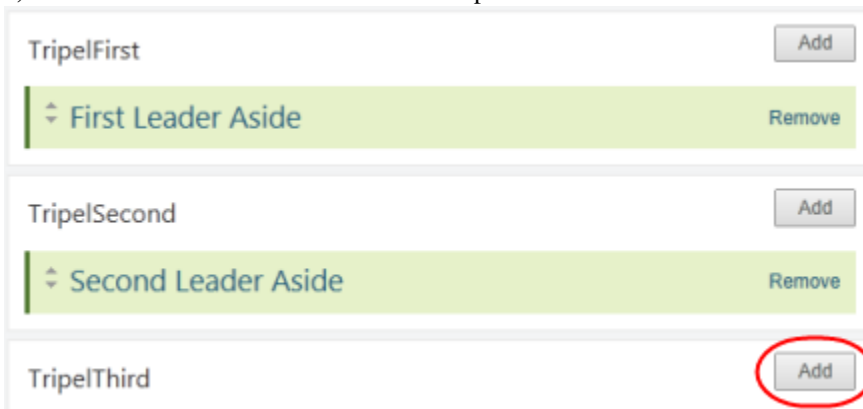 TripelFirst Add
First Leader Aside Remove
TripelSecond Add
Second Leader Aside Remove
TripelThird Add